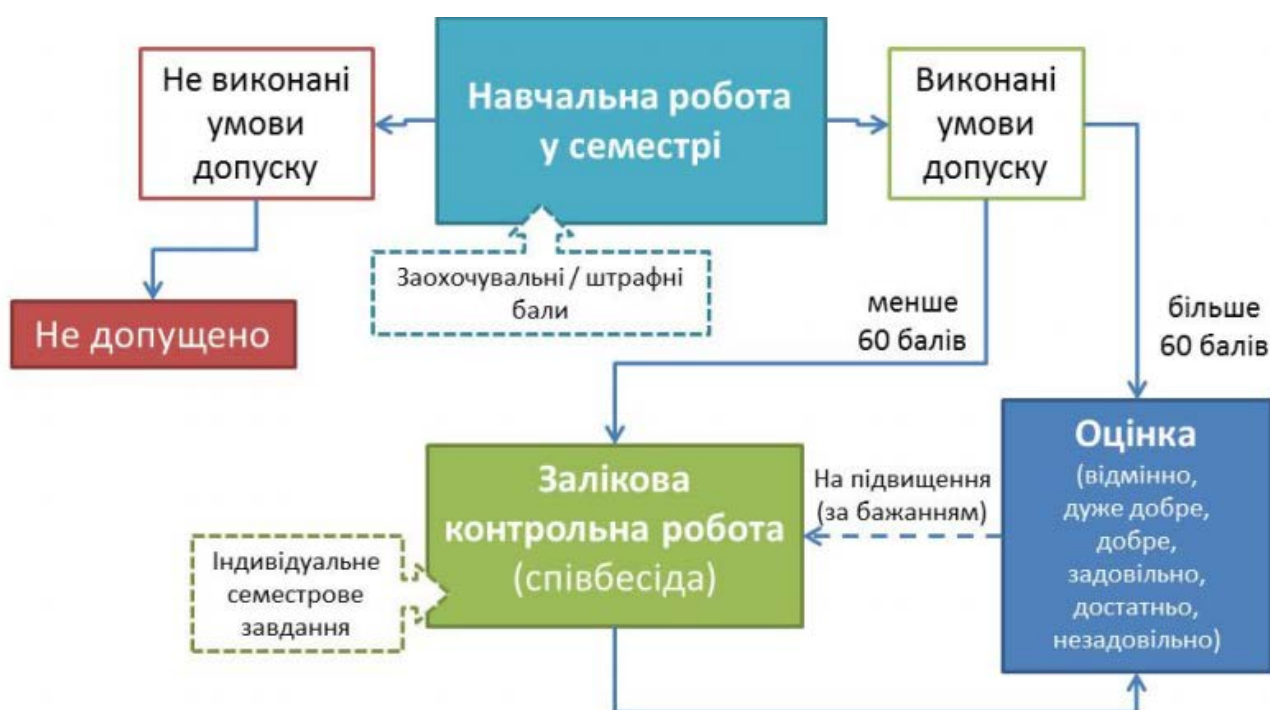 Не виконані
умови
допуску
Навчальна робота
у семестрі
Виконані
умови
допуску
Заохочувальні / штрафні
бали
Не допущено
менше
60 балів
більше
60 балів
Залікова
контрольна робота
(співбесіда)
Індивідуальне
семестрове
завдання
На підвищення
(за бажанням)
Оцінка
(відмінно,
дуже добре,
добре,
задовільно,
достатньо,
незадовільно)